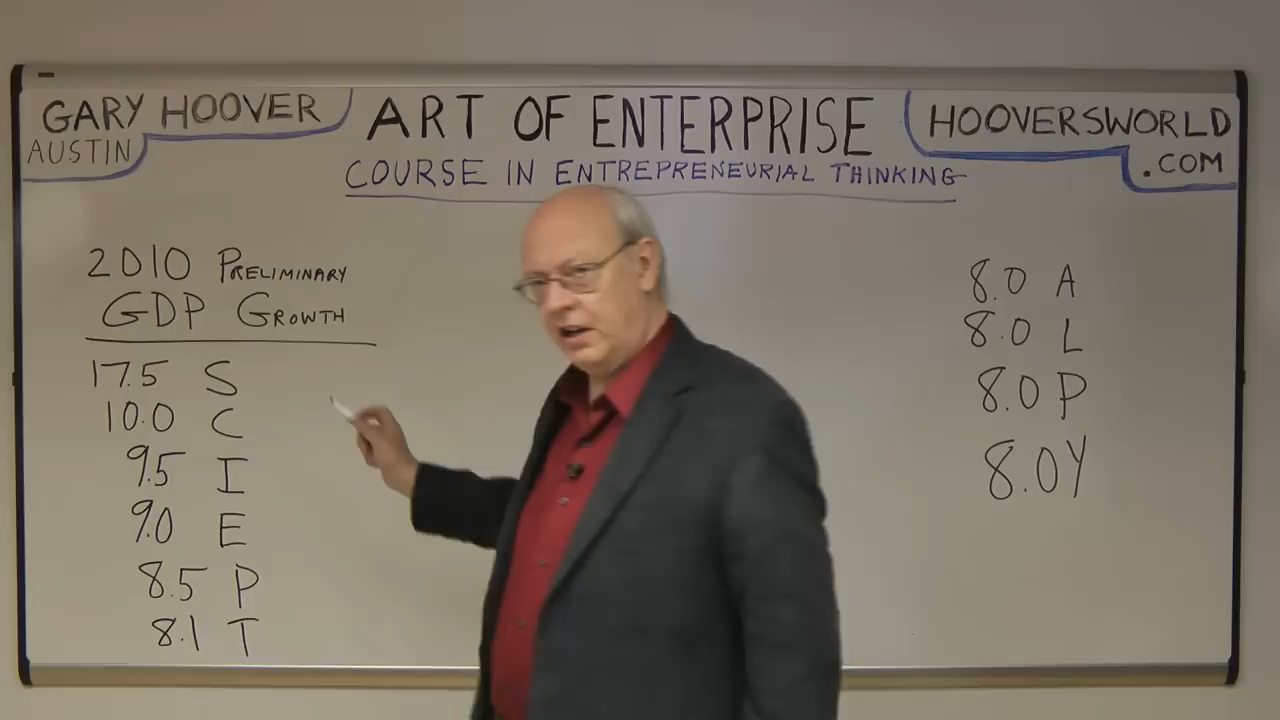 GARY HOOVER
AUSTIN
ART OF ENTERPRISE
COURSE IN ENTREPRENEURIAL THINKING
HOOVERSWORLD
.COM
2010 PRELIMINARY
GDP GROWTH
17.5 S
10.0 C
9.5 I
9.0 E
8.5 P
8.1 T
8.0 A
8.0 L
8.0 P
8.0 Y